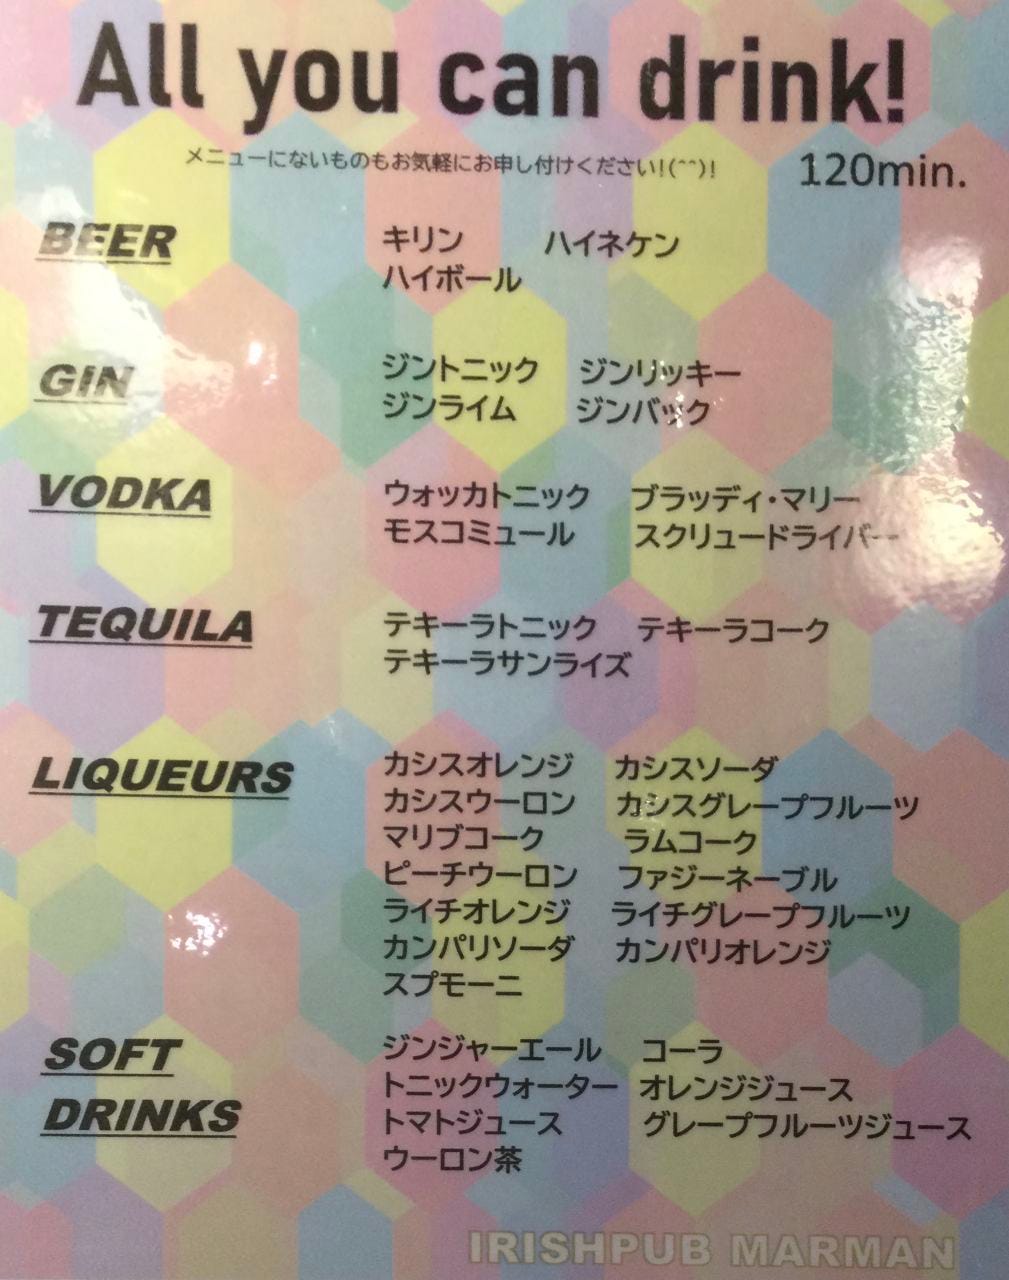 All you can drink!
メニューにないものもお気軽にお申し付けください!(^^)!
120min.
BEER
キリン ハイネケン
ハイボール
GIN
ジントニック ジンリッキー
ジンライム ジンバック
VODKA
ウォッカトニック ブラッディ・マリー
モスコミュール スクリュードライバー
TEQUILA
テキーラトニック テキーラコーク
テキーラサンライズ
LIQUEURS
カシスオレンジ カシスソーダ
カシスウーロン カシスグレープフルーツ
マリブコーク ラムコーク
ピーチウーロン ファジーネーブル
ライチオレンジ ライチグレープフルーツ
カンパリソーダ カンパリオレンジ
スプモーニ
SOFT
DRINKS
ジンジャーエール コーラ
トニックウォーター オレンジジュース
トマトジュース グレープフルーツジュース
ウーロン茶
IRISHPUB MARMAN